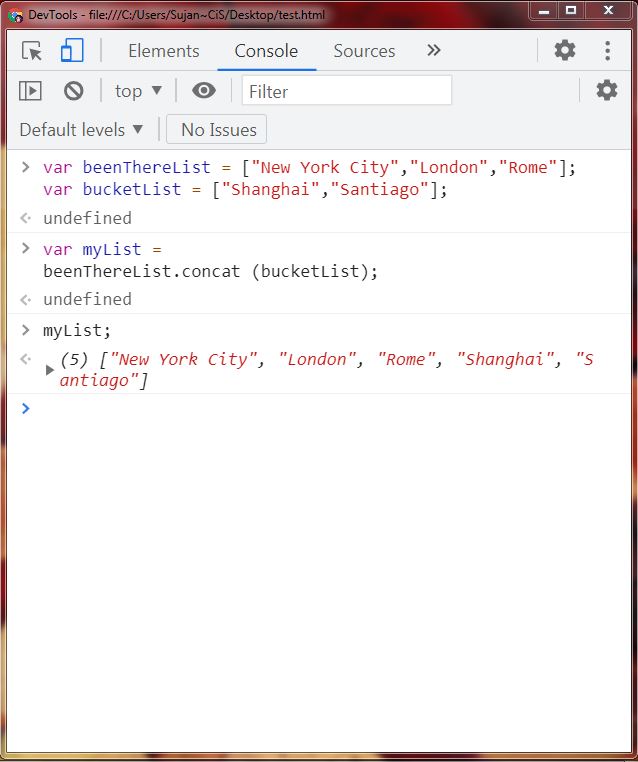 DevTools - file:///C:/Users/Sujan~CiS/Desktop/test.html
Elements Console Sources
top Filter
Default levels No Issues
var beenThereList = ["New York City","London","Rome"];
var bucketList = ["Shanghai","Santiago"];
undefined
var myList =
beenThereList.concat (bucketList);
undefined
myList;
(5) ["New York City", "London", "Rome", "Shanghai", "S
antiago"]